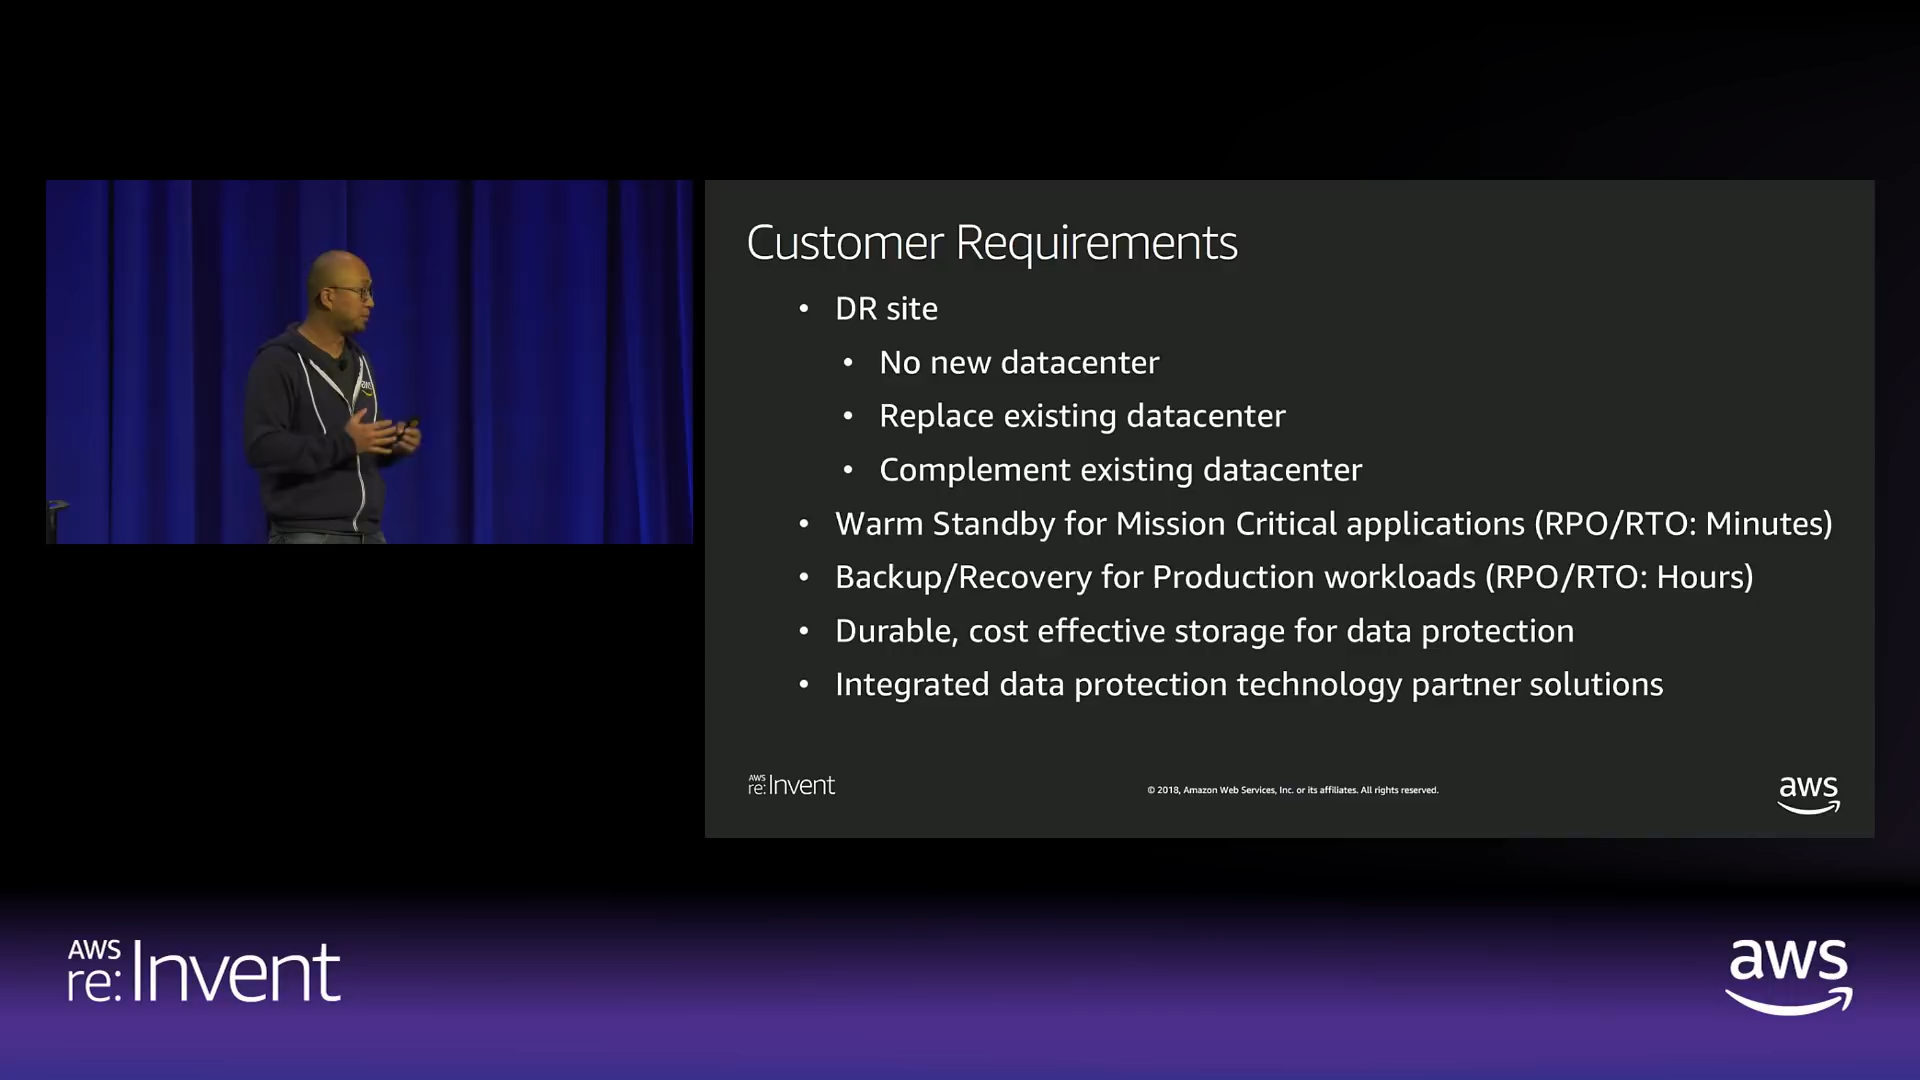 Customer Requirements
• DR site
• No new datacenter
• Replace existing datacenter
• Complement existing datacenter
• Warm Standby for Mission Critical applications (RPO/RTO: Minutes)
• Backup/Recovery for Production workloads (RPO/RTO: Hours)
• Durable, cost effective storage for data protection
• Integrated data protection technology partner solutions
AWS
re:Invent
© 2018, Amazon Web Services, Inc. or its affiliates. All rights reserved.
aws
AWS
re:Invent
aws